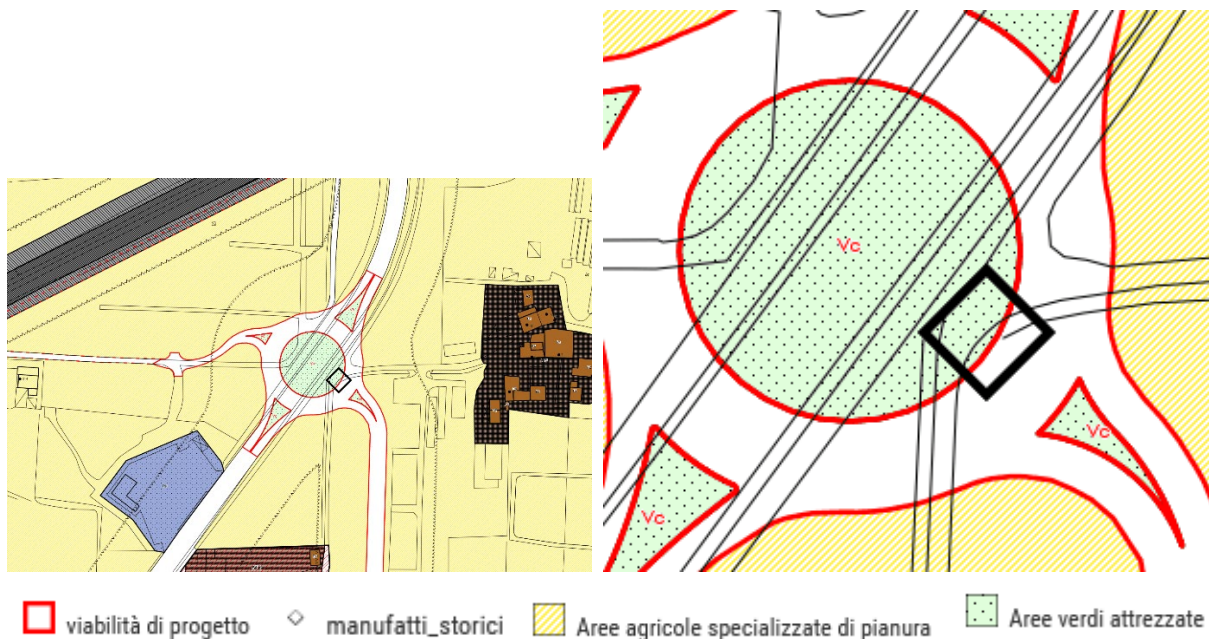 Vc
Vc
Vc
viabilità di progetto
manufatti_storici
Aree agricole specializzate di pianura
Aree verdi attrezzate